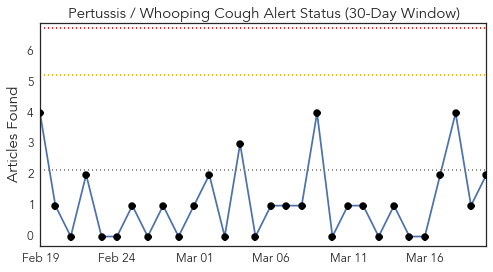 Pertussis / Whooping Cough Alert Status (30-Day Window)
Articles Found
6
5
4
3
2
1
0
Feb 19 Feb 24 Mar 01 Mar 06 Mar 11 Mar 16